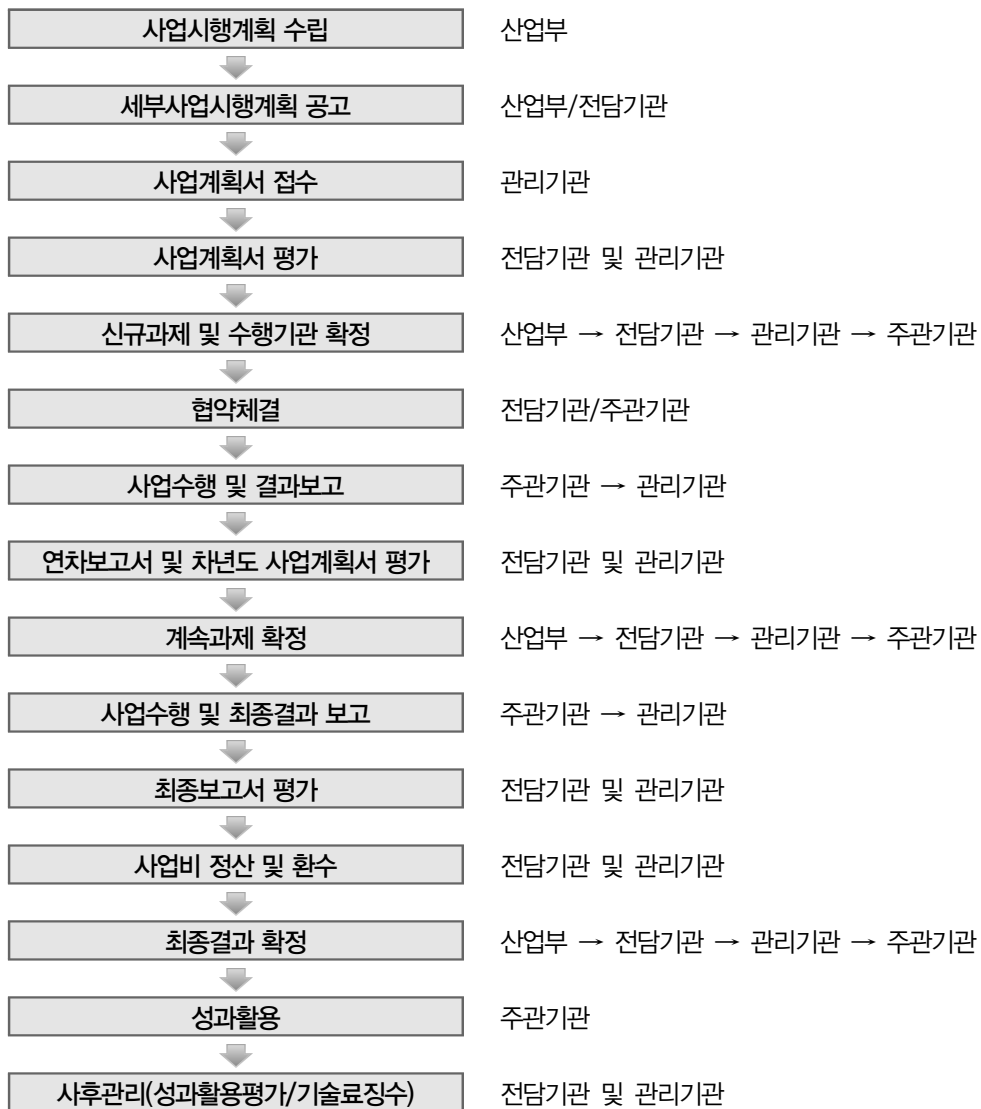 사업시행계획 수립 산업부
세부사업시행계획 공고 산업부/전담기관
사업계획서 접수 관리기관
사업계획서 평가 전담기관 및 관리기관
신규과제 및 수행기관 확정 산업부 → 전담기관 → 관리기관 → 주관기관
협약체결 전담기관/주관기관
사업수행 및 결과보고 주관기관 → 관리기관
연차보고서 및 차년도 사업계획서 평가 전담기관 및 관리기관
계속과제 확정 산업부 → 전담기관 → 관리기관 → 주관기관
사업수행 및 최종결과 보고 주관기관 → 관리기관
최종보고서 평가 전담기관 및 관리기관
사업비 정산 및 환수 전담기관 및 관리기관
최종결과 확정 산업부 → 전담기관 → 관리기관 → 주관기관
성과활용 주관기관
사후관리(성과활용평가/기술료징수) 전담기관 및 관리기관